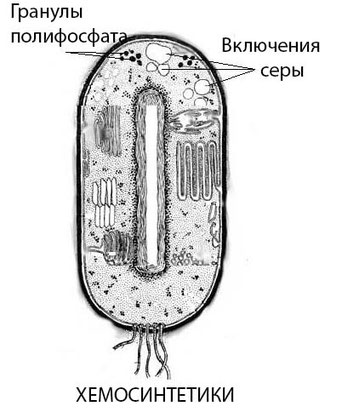 Гранулы
полифосфата
Включения
серы
ХЕМОСИНТЕТИКИ